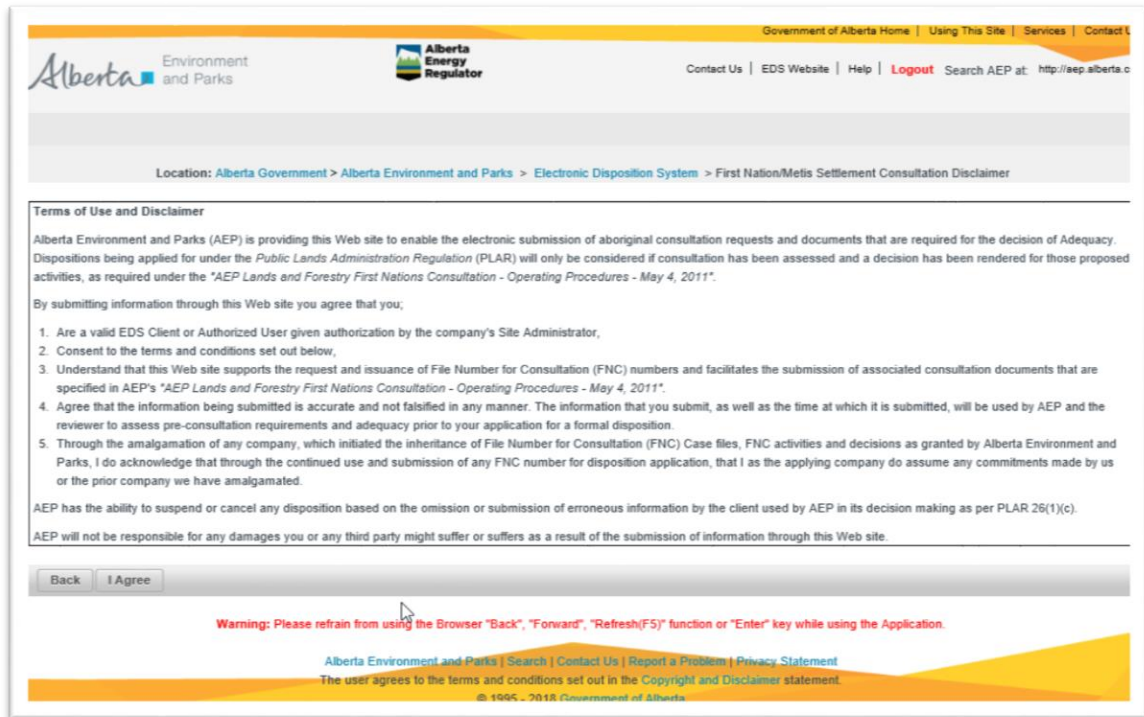 Government of Alberta Home | Using This Site | Services | Contact
Alberta Environment and Parks
Alberta Energy Regulator
Contact Us | EDS Website | Help | Logout Search AEP at: http://aep.alberta.c
Location: Alberta Government > Alberta Environment and Parks > Electronic Disposition System > First Nation/Metis Settlement Consultation Disclaimer
Terms of Use and Disclaimer
Alberta Environment and Parks (AEP) is providing this Web site to enable the electronic submission of aboriginal consultation requests and documents that are required for the decision of Adequacy.
Dispositions being applied for under the Public Lands Administration Regulation (PLAR) will only be considered if consultation has been assessed and a decision has been rendered for those proposed
activities, as required under the "AEP Lands and Forestry First Nations Consultation - Operating Procedures - May 4, 2011".
By submitting information through this Web site you agree that you;
1. Are a valid EDS Client or Authorized User given authorization by the company's Site Administrator,
2. Consent to the terms and conditions set out below,
3. Understand that this Web site supports the request and issuance of File Number for Consultation (FNC) numbers and facilitates the submission of associated consultation documents that are
specified in AEP's "AEP Lands and Forestry First Nations Consultation - Operating Procedures - May 4, 2011".
4. Agree that the information being submitted is accurate and not falsified in any manner. The information that you submit, as well as the time at which it is submitted, will be used by AEP and the
reviewer to assess pre-consultation requirements and adequacy prior to your application for a formal disposition.
5. Through the amalgamation of any company, which initiated the inheritance of File Number for Consultation (FNC) Case files, FNC activities and decisions as granted by Alberta Environment and
Parks, I do acknowledge that through the continued use and submission of any FNC number for disposition application, that I as the applying company do assume any commitments made by us
or the prior company we have amalgamated.
AEP has the ability to suspend or cancel any disposition based on the omission or submission of erroneous information by the client used by AEP in its decision making as per PLAR 26(1)(c).
AEP will not be responsible for any damages you or any third party might suffer or suffers as a result of the submission of information through this Web site.
Back I Agree
Warning: Please refrain from using the Browser "Back", "Forward", "Refresh(F5)" function or "Enter" key while using the Application.
Alberta Environment and Parks | Search | Contact Us | Report a Problem | Privacy Statement
The user agrees to the terms and conditions set out in the Copyright and Disclaimer statement.
© 1995 - 2018 Government of Alberta